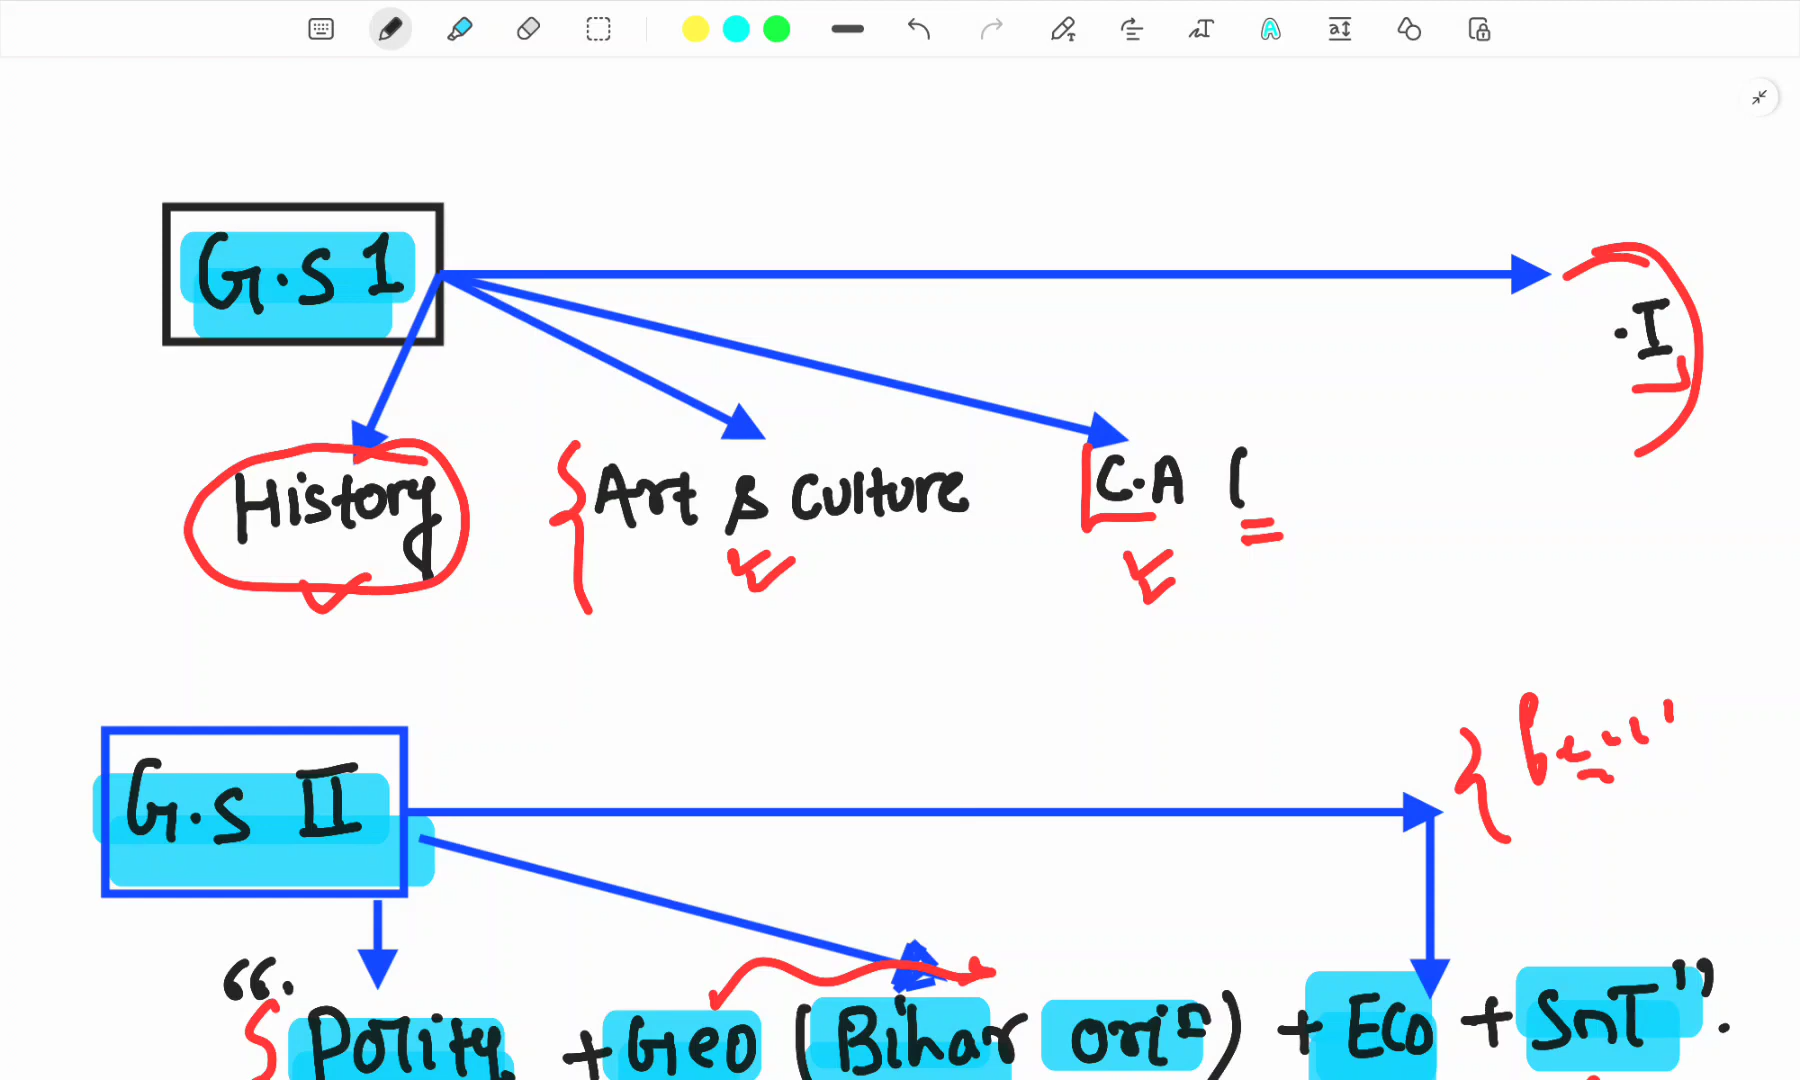 G.S 1
. I
History
Art & Culture
C.A (
G.S II
"Polity + Geo (Bihar ori) + Eco + SnT".